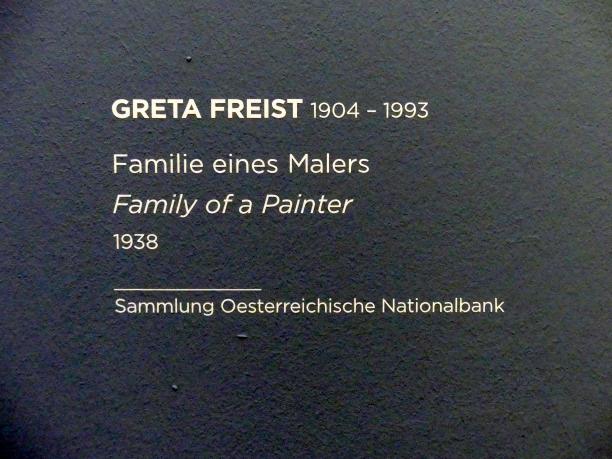 GRETA FREIST 1904 – 1993
Familie eines Malers
Family of a Painter
1938
Sammlung Oesterreichische Nationalbank